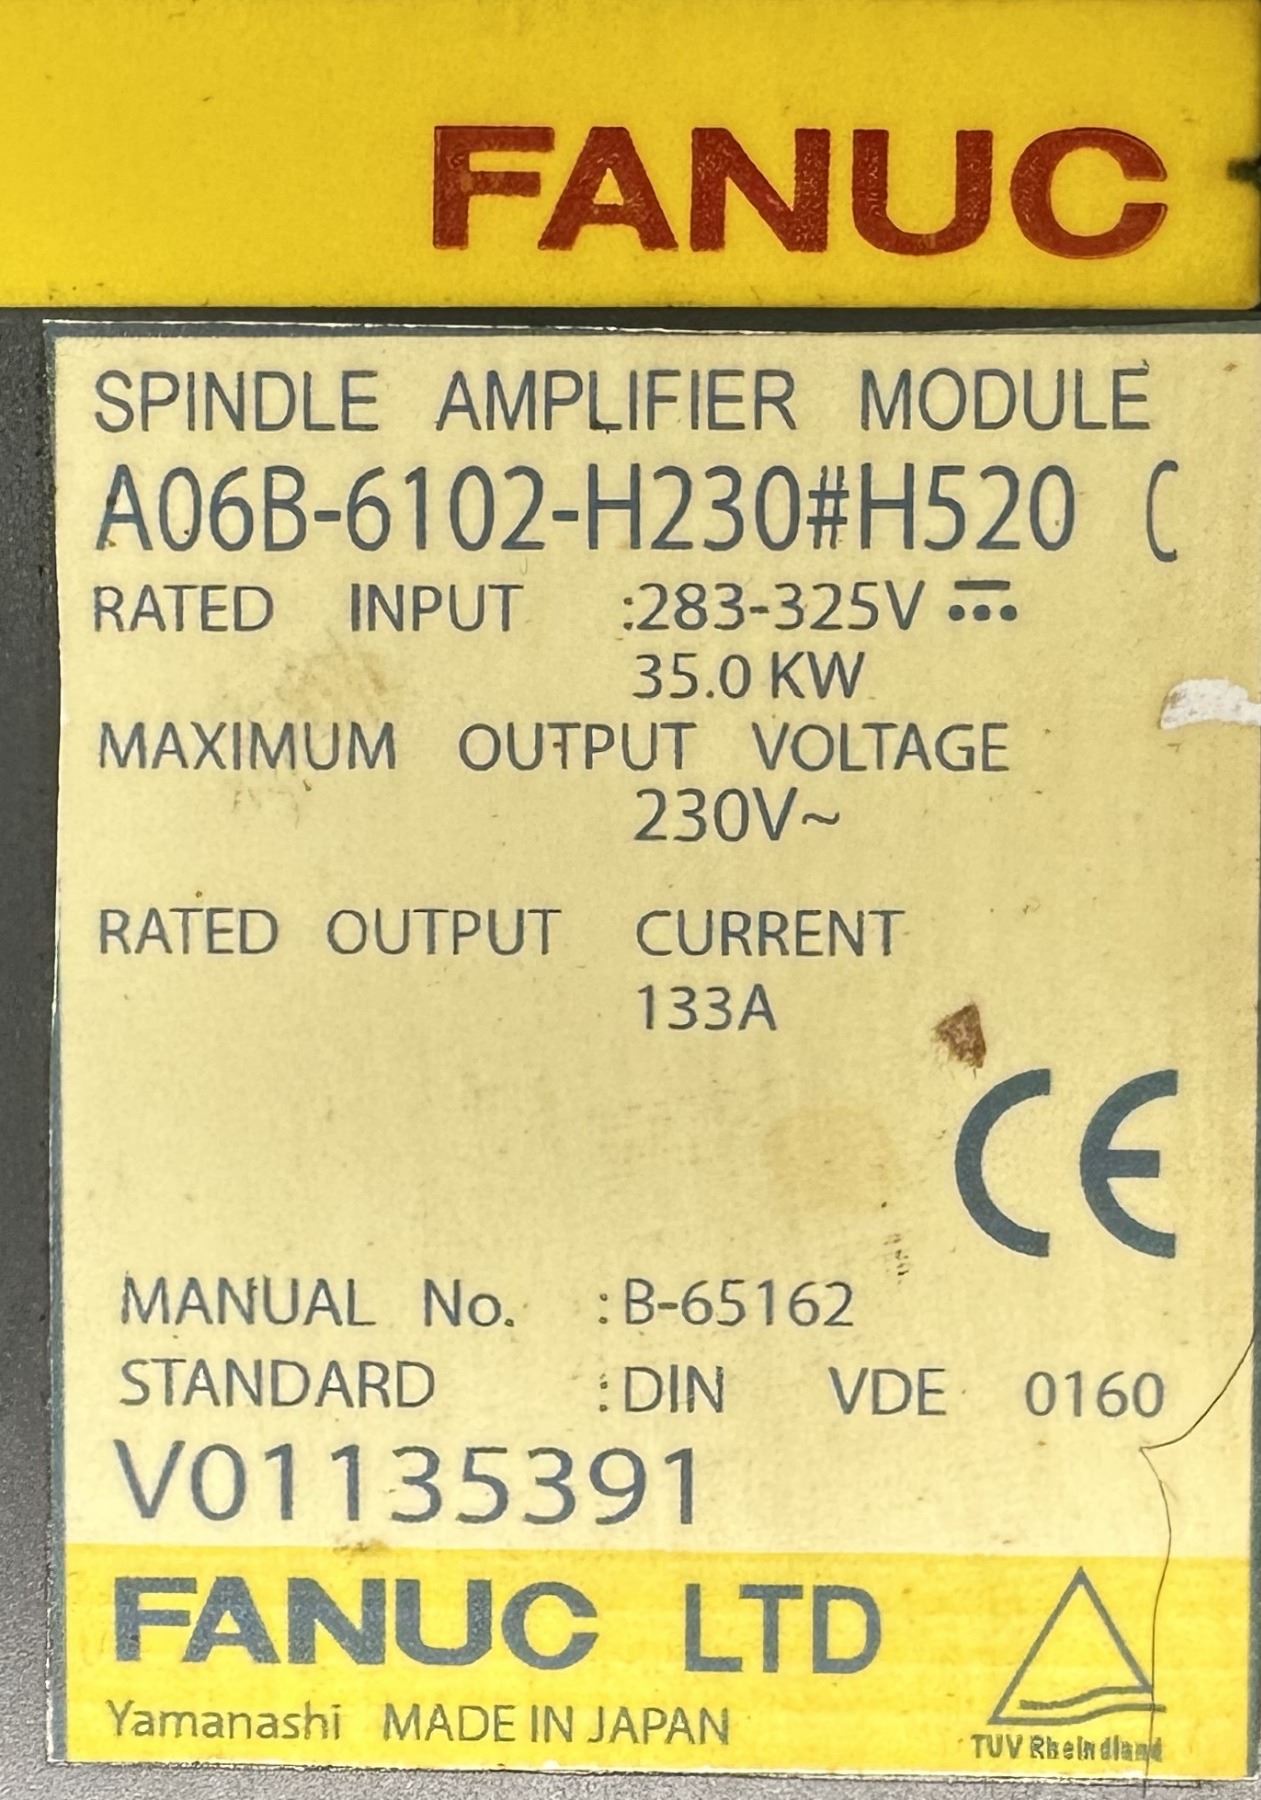 FANUC
SPINDLE AMPLIFIER MODULE
A06B-6102-H230#H520 C
RATED INPUT :283-325V ⎓
35.0 KW
MAXIMUM OUTPUT VOLTAGE
230V~
RATED OUTPUT CURRENT
133A
CE
MANUAL No. :B-65162
STANDARD :DIN VDE 0160
V01135391
FANUC LTD
Yamanashi MADE IN JAPAN
TUV Rheindland